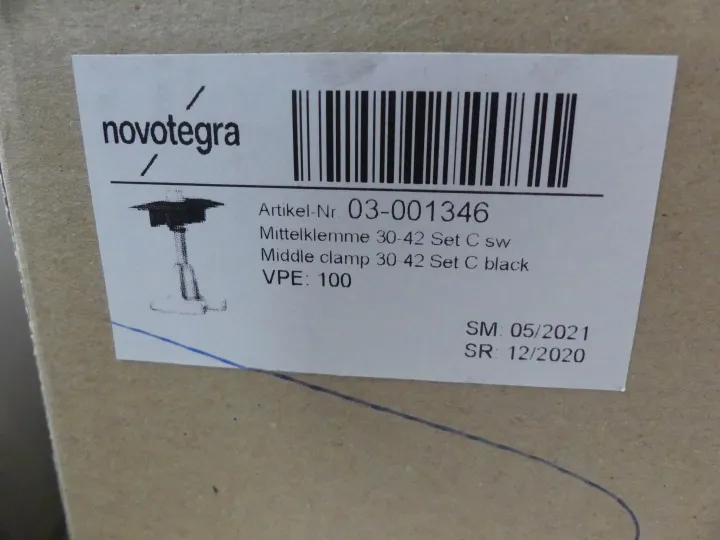 novotegra
Artikel-Nr. 03-001346
Mittelklemme 30-42 Set C sw
Middle clamp 30-42 Set C black
VPE: 100
SM: 05/2021
SR: 12/2020